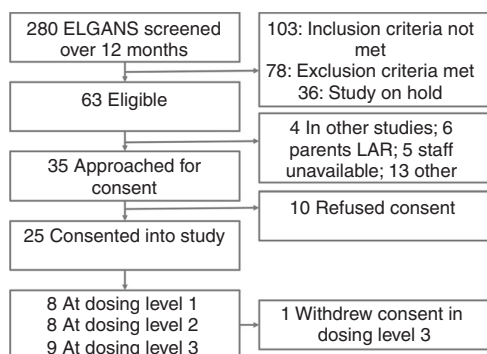 280 ELGANS screened
over 12 months
103: Inclusion criteria not
met
78: Exclusion criteria met
36: Study on hold
63 Eligible
4 In other studies; 6
parents LAR; 5 staff
unavailable; 13 other
35 Approached for
consent
10 Refused consent
25 Consented into study
8 At dosing level 1
8 At dosing level 2
9 At dosing level 3
1 Withdrew consent in
dosing level 3